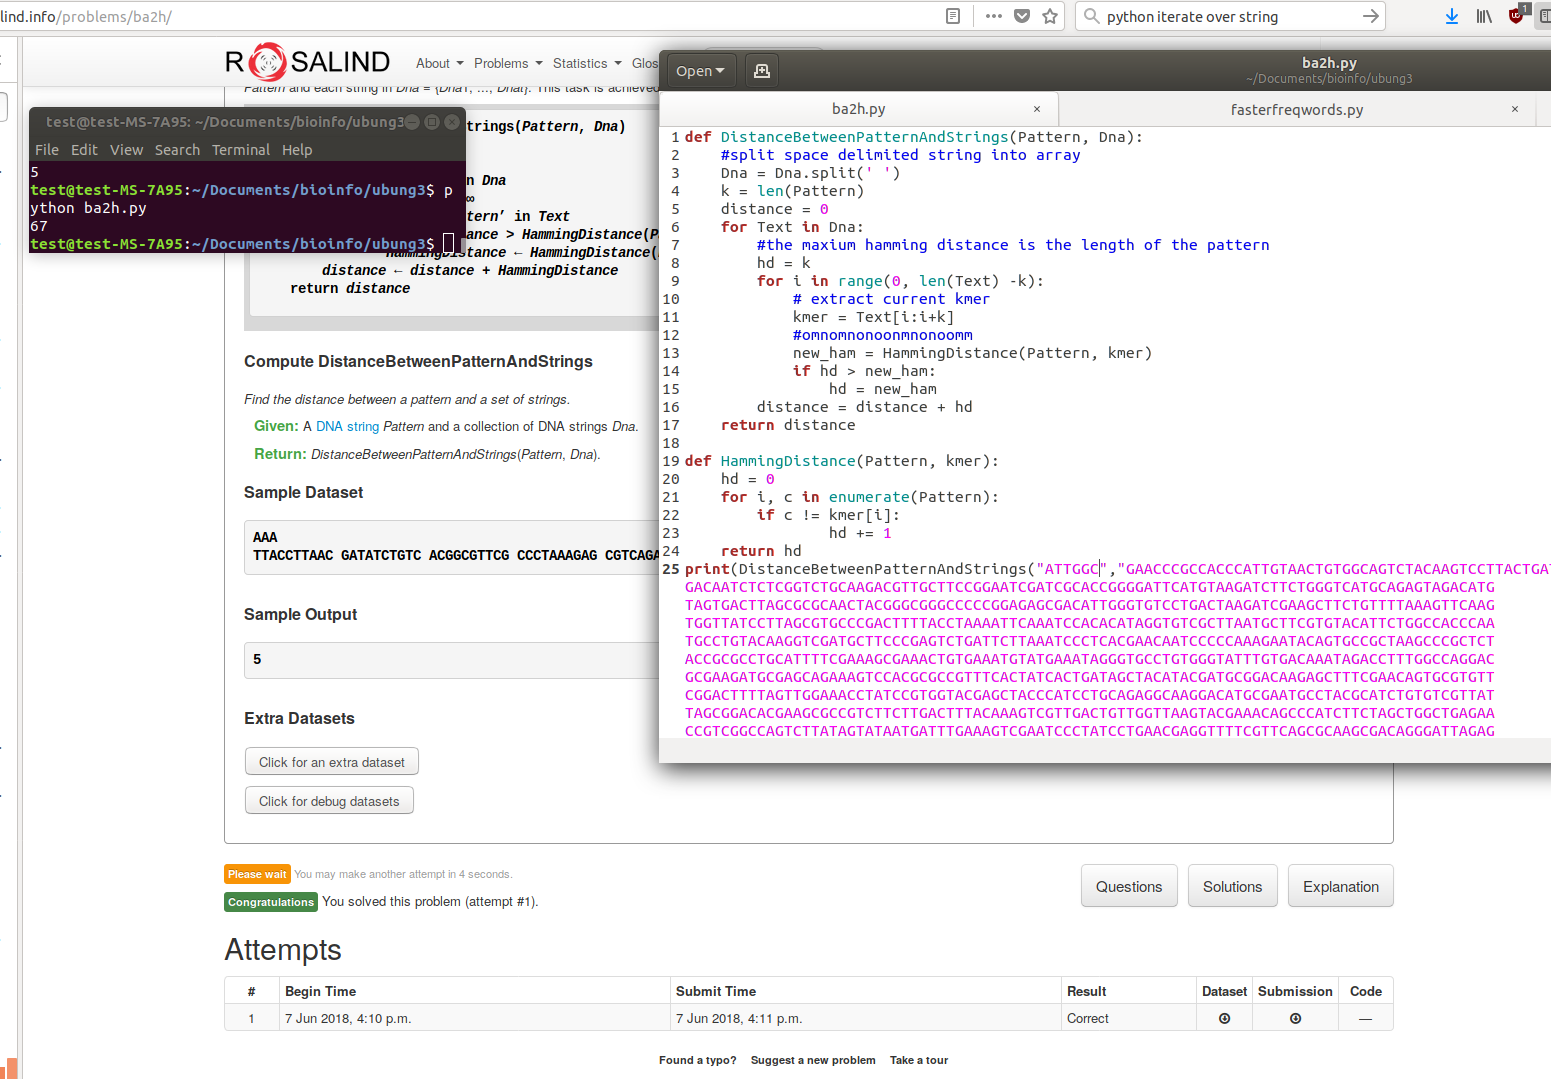 lind.info/problems/ba2h/
python iterate over string
1
ROSALIND
About
Problems
Statistics
Glos
Pattern and each string in Dna = {Dna1, ..., Dnat}. This task is achieved
trings(Pattern, Dna)
n Dna
∞
ttern’ in Text
ance > HammingDistance(P
HammingDistance ← HammingDistance(
distance ← distance + HammingDistance
return distance
test@test-MS-7A95: ~/Documents/bioinfo/ubung3
File Edit View Search Terminal Help
5
test@test-MS-7A95:~/Documents/bioinfo/ubung3$ p
ython ba2h.py
67
test@test-MS-7A95:~/Documents/bioinfo/ubung3$
Compute DistanceBetweenPatternAndStrings
Find the distance between a pattern and a set of strings.
Given: A DNA string Pattern and a collection of DNA strings Dna.
Return: DistanceBetweenPatternAndStrings(Pattern, Dna).
Sample Dataset
AAA
TTACCTTAAC GATATCTGTC ACGGCGTTCG CCCTAAAGAG CGTCAGA
Sample Output
5
Extra Datasets
Click for an extra dataset
Click for debug datasets
Open
ba2h.py
~/Documents/bioinfo/ubung3
ba2h.py ×
fasterfreqwords.py ×
1 def DistanceBetweenPatternAndStrings(Pattern, Dna):
2 #split space delimited string into array
3 Dna = Dna.split(' ')
4 k = len(Pattern)
5 distance = 0
6 for Text in Dna:
7 #the maxium hamming distance is the length of the pattern
8 hd = k
9 for i in range(0, len(Text) -k):
10 # extract current kmer
11 kmer = Text[i:i+k]
12 #omnomnonoonmnonoomm
13 new_ham = HammingDistance(Pattern, kmer)
14 if hd > new_ham:
15 hd = new_ham
16 distance = distance + hd
17 return distance
18
19 def HammingDistance(Pattern, kmer):
20 hd = 0
21 for i, c in enumerate(Pattern):
22 if c != kmer[i]:
23 hd += 1
24 return hd
25 print(DistanceBetweenPatternAndStrings("ATTGGC","GAACCCGCCACCCATTGTAACTGTGGCAGTCTACAAGTCCTTACTGAT
GACAATCTCTCGGTCTGCAAGACGTTGCTTCCGGAATCGATCGCACCGGGGATTCATGTAAGATCTTCTGGGTCATGCAGAGTAGACATG
TAGTGACTTAGCGCGCAACTACGGGCGGGCCCCCGGAGAGCGACATTGGGTGTCCTGACTAAGATCGAAGCTTCTGTTTTAAAGTTCAAG
TGGTTATCCTTAGCGTGCCCGACTTTTACCTAAAATTCAAATCCACACATAGGTGTCGCTTAATGCTTCGTGTACATTCTGGCCACCCAA
TGCCTGTACAAGGTCGATGCTTCCCGAGTCTGATTCTTAAATCCCTCACGAACAATCCCCCAAAGAATACAGTGCCGCTAAGCCCGCTCT
ACCGCGCCTGCATTTTCGAAAGCGAAACTGTGAAATGTATGAAATAGGGTGCCTGTGGGTATTTGTGACAAATAGACCTTTGGCCAGGAC
GCGAAGATGCGAGCAGAAAGTCCACGCGCCGTTTCACTATCACTGATAGCTACATACGATGCGGACAAGAGCTTTCGAACAGTGCGTGTT
CGGACTTTTAGTTGGAAACCTATCCGTGGTACGAGCTACCCATCCTGCAGAGGCAAGGACATGCGAATGCCTACGCATCTGTGTCGTTAT
TAGCGGACACGAAGCGCCGTCTTCTTGACTTTACAAAGTCGTTGACTGTTGGTTAAGTACGAAACAGCCCATCTTCTAGCTGGCTGAGAA
CCGTCGGCCAGTCTTATAGTATAATGATTTGAAAGTCGAATCCCTATCCTGAACGAGGTTTTCGTTCAGCGCAAGCGACAGGGATTAGAG
Please wait You may make another attempt in 4 seconds.
Congratulations You solved this problem (attempt #1).
Questions
Solutions
Explanation
Attempts
# Begin Time Submit Time Result Dataset Submission Code
1 7 Jun 2018, 4:10 p.m. 7 Jun 2018, 4:11 p.m. Correct —
Found a typo? Suggest a new problem Take a tour